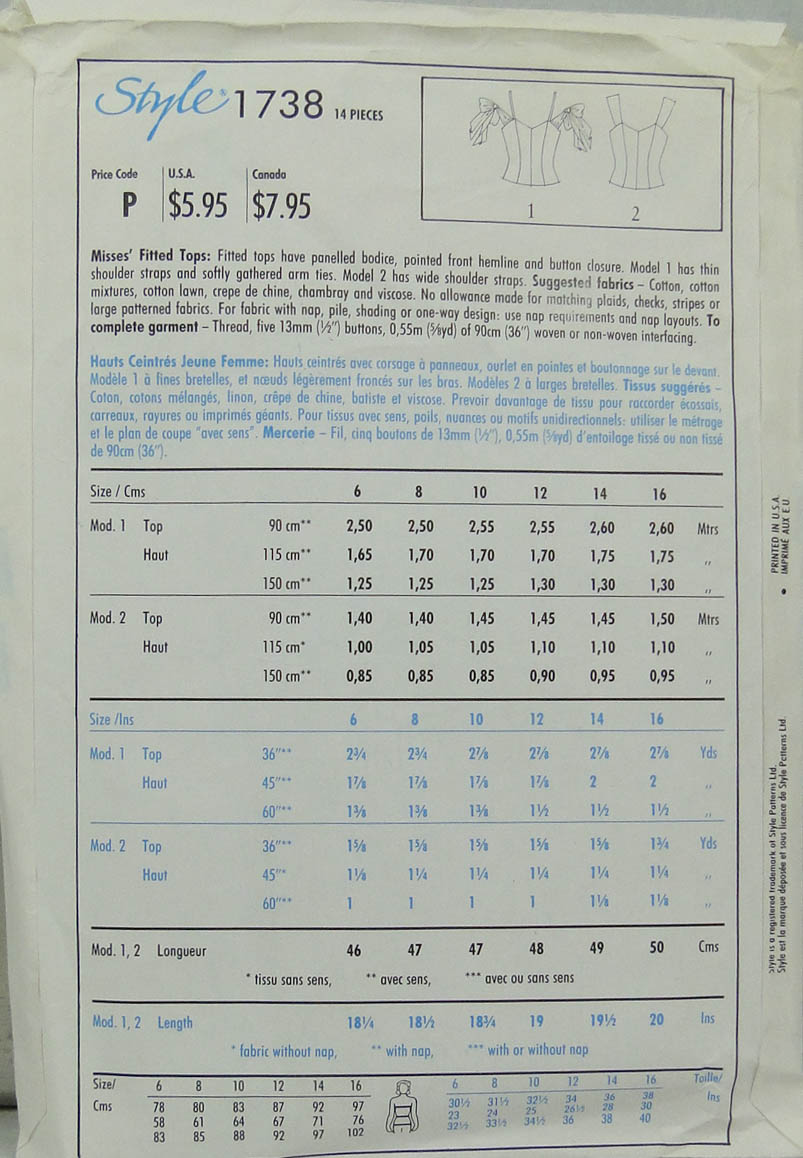 Style® 1738 14 PIECES
Price Code U.S.A. Canada
P $5.95 $7.95
1 2
Misses' Fitted Tops: Fitted tops have panelled bodice, pointed front hemline and button closure. Model 1 has thin
shoulder straps and softly gathered arm ties. Model 2 has wide shoulder straps. Suggested fabrics – Cotton, cotton
mixtures, cotton lawn, crepe de chine, chambray and viscose. No allowance made for matching plaids, checks, stripes or
large patterned fabrics. For fabric with nap, pile, shading or one-way design: use nap requirements and nap layouts. To
complete garment – Thread, five 13mm (½") buttons, 0,55m (⅝yd) of 90cm (36") woven or non-woven interfacing.
Hauts Ceintrés Jeune Femme: Hauts ceintrés avec corsage à panneaux, ourlet en pointes et boutonnage sur le devant.
Modèle 1 à fines bretelles, et nœuds légèrement froncés sur les bras. Modèles 2 à larges bretelles. Tissus suggérés –
Coton, cotons mélangés, linon, crêpe de chine, batiste et viscose. Prevoir davantage de tissu pour raccorder écossais,
carreaux, rayures ou imprimés géants. Pour tissus avec sens, poils, nuances ou motifs unidirectionnels: utiliser le métrage
et le plan de coupe "avec sens". Mercerie – Fil, cinq boutons de 13mm (½"), 0,55m (⅝yd) d'entoilage tissé ou non tissé
de 90cm (36").
Size / Cms 6 8 10 12 14 16
Mod. 1 Top 90 cm** 2,50 2,50 2,55 2,55 2,60 2,60 Mtrs
Haut 115 cm** 1,65 1,70 1,70 1,70 1,75 1,75 ,,
150 cm** 1,25 1,25 1,25 1,30 1,30 1,30 ,,
Mod. 2 Top 90 cm** 1,40 1,40 1,45 1,45 1,45 1,50 Mtrs
Haut 115 cm* 1,00 1,05 1,05 1,10 1,10 1,10 ,,
150 cm** 0,85 0,85 0,85 0,90 0,95 0,95 ,,
Size /Ins 6 8 10 12 14 16
Mod. 1 Top 36"** 2¾ 2¾ 2⅞ 2⅞ 2⅞ 2⅞ Yds
Haut 45"** 1⅞ 1⅞ 1⅞ 1⅞ 2 2 ,,
60"** 1⅜ 1⅜ 1⅜ 1½ 1½ 1½ ,,
Mod. 2 Top 36"** 1⅝ 1⅝ 1⅝ 1⅝ 1⅝ 1¾ Yds
Haut 45"* 1⅛ 1¼ 1¼ 1¼ 1¼ 1¼ ,,
60"** 1 1 1 1 1⅛ 1⅛ ,,
Mod. 1, 2 Longueur 46 47 47 48 49 50 Cms
* tissu sans sens, ** avec sens, *** avec ou sans sens
Mod. 1, 2 Length 18¼ 18½ 18¾ 19 19½ 20 Ins
* fabric without nap, ** with nap, *** with or without nap
Size/ 6 8 10 12 14 16 6 8 10 12 14 16 Taille/
Cms 78 80 83 87 92 97 30½ 31½ 32½ 34 36 38 Ins
58 61 64 67 71 76 23 24 25 26½ 28 30
83 85 88 92 97 102 32½ 33½ 34½ 36 38 40
• PRINTED IN U.S.A.
IMPRIMÉ AUX E.U.
Style is a registered trademark of Style Patterns Ltd.
Style est la marque déposée et sous licence de Style Patterns Ltd.